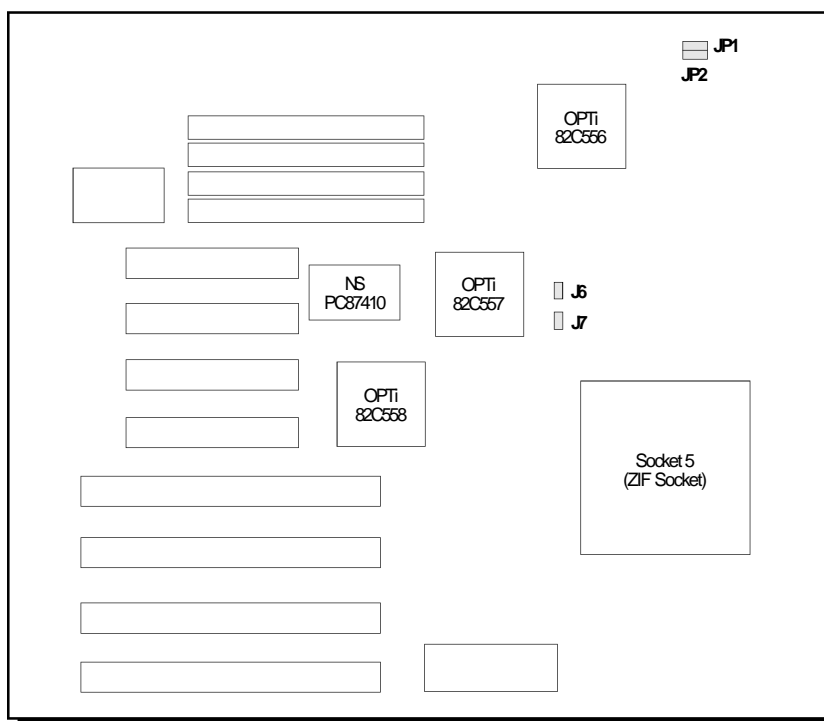 JP1
JP2
OPTi
82C556
NS
PC87410
OPTi
82C557
J6
J7
OPTi
82C558
Socket 5
(ZIF Socket)